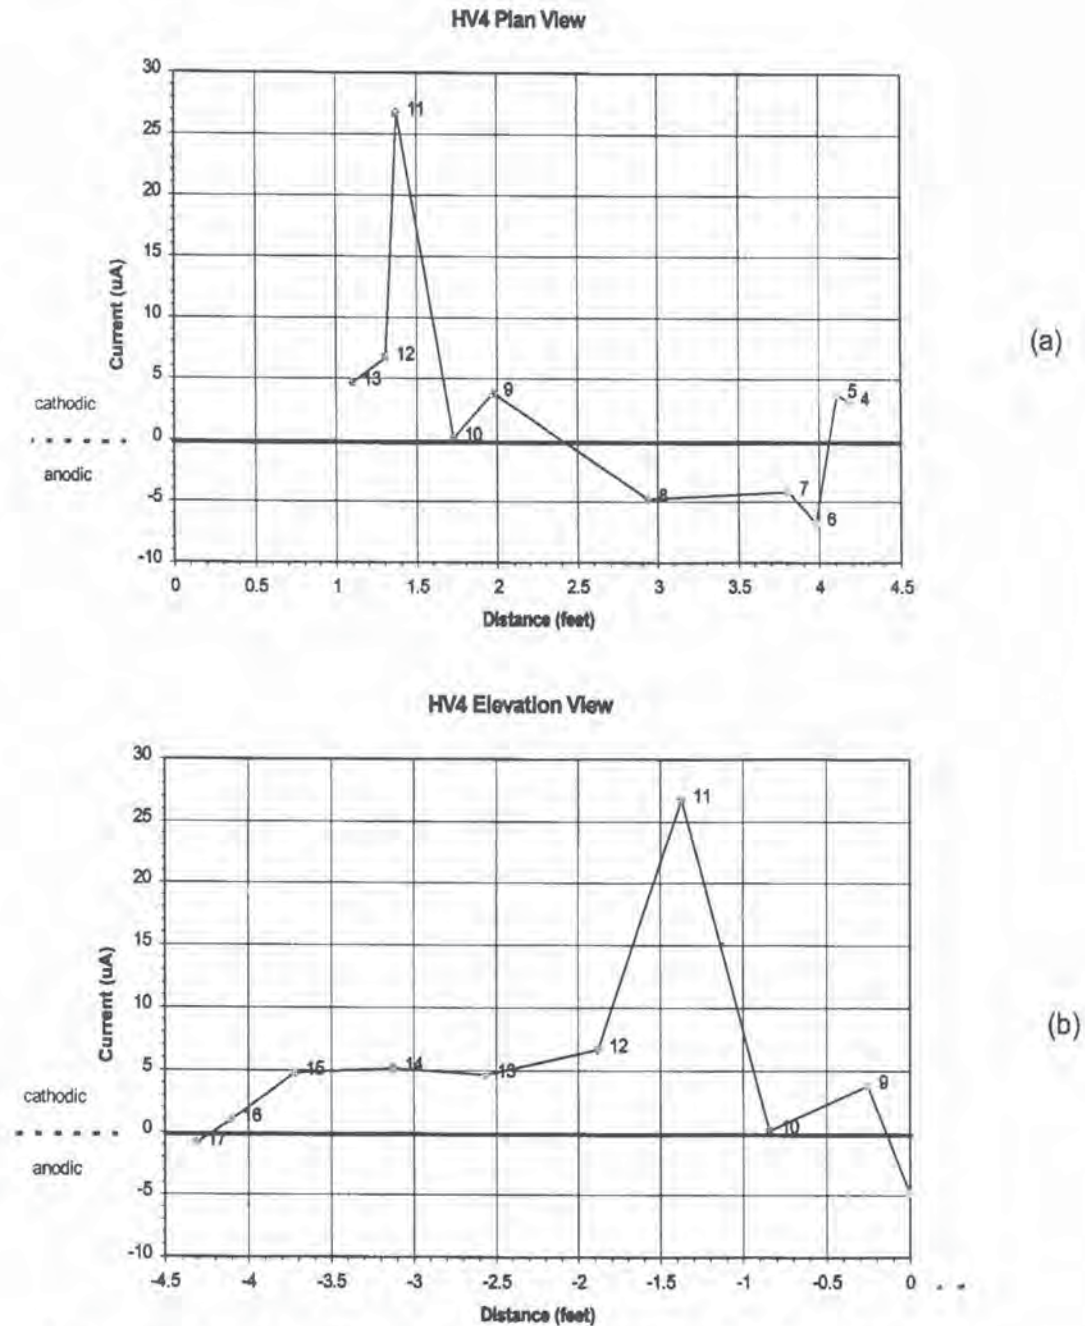 HV4 Plan View
30
25
20
15
10
5
0
-5
-10
Current (uA)
cathodic
anodic
11
12
13
10
9
8
7
6
5
4
(a)
0 0.5 1 1.5 2 2.5 3 3.5 4 4.5
Distance (feet)
HV4 Elevation View
30
25
20
15
10
5
0
-5
-10
Current (uA)
cathodic
anodic
11
12
13
14
15
16
17
10
9
(b)
-4.5 -4 -3.5 -3 -2.5 -2 -1.5 -1 -0.5 0
Distance (feet)